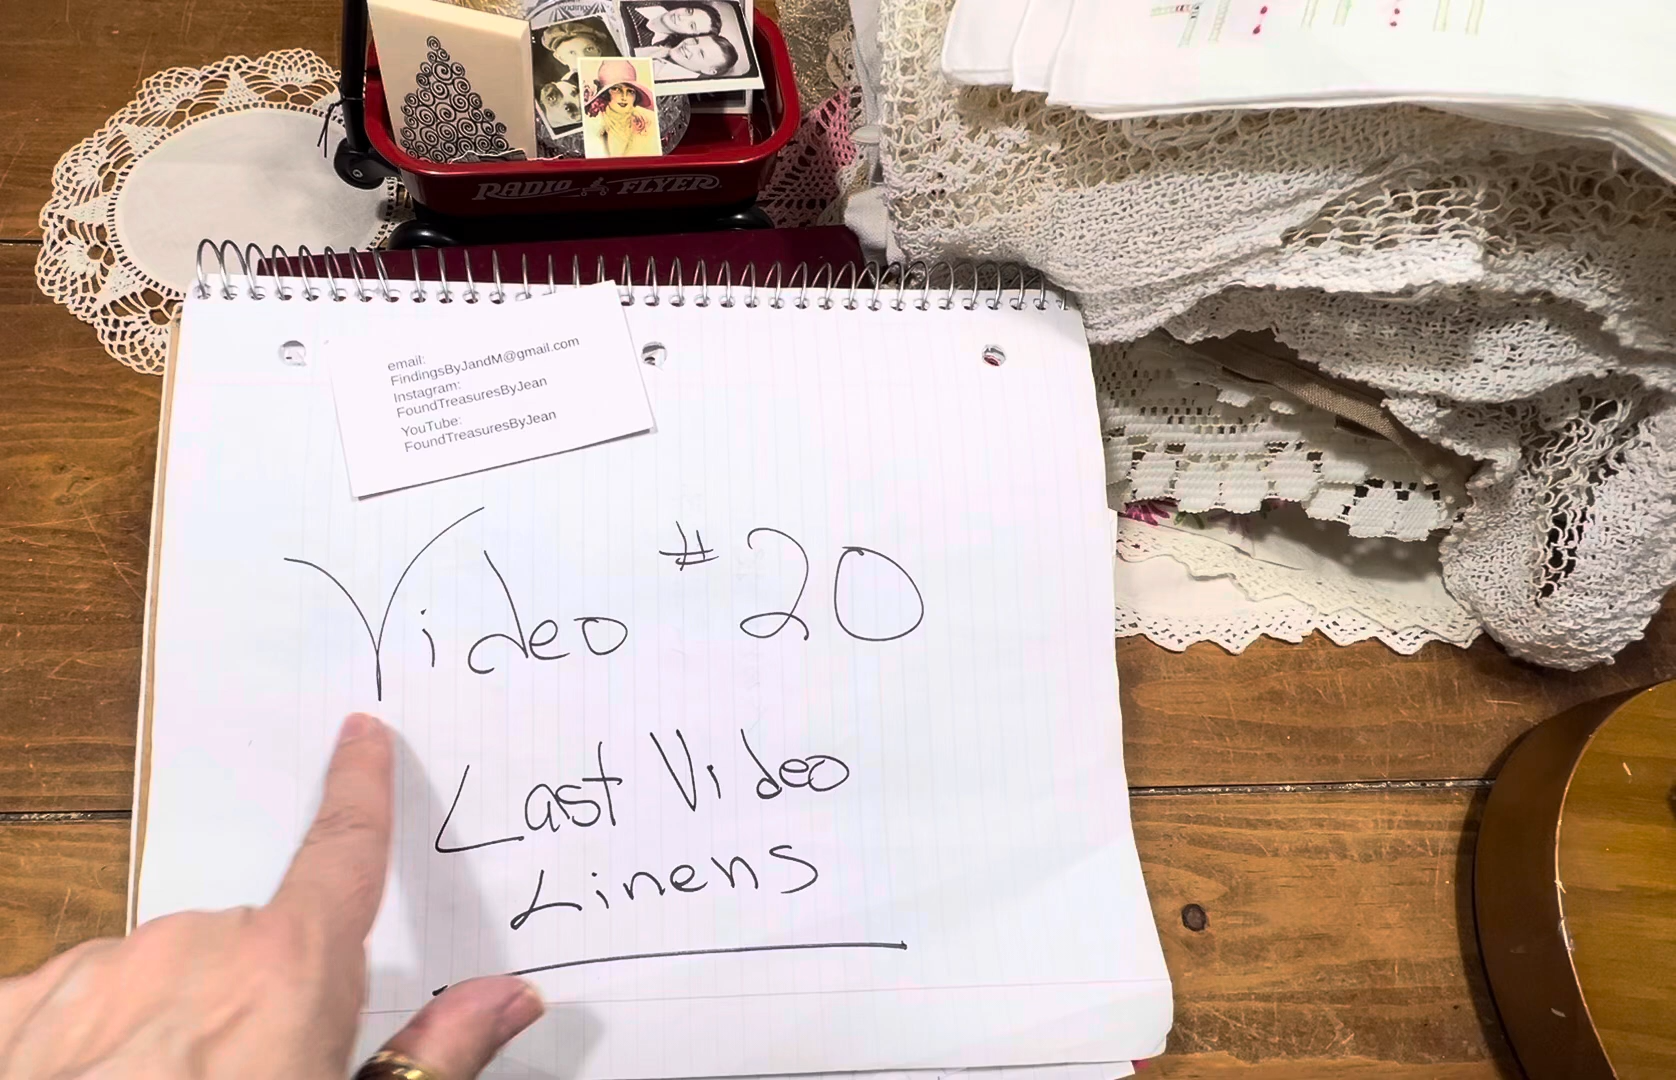 RADIO FLYER
email:
FindingsByJandM@gmail.com
Instagram:
FoundTreasuresByJean
YouTube:
FoundTreasuresByJean
Video #20
Last Video
Linens